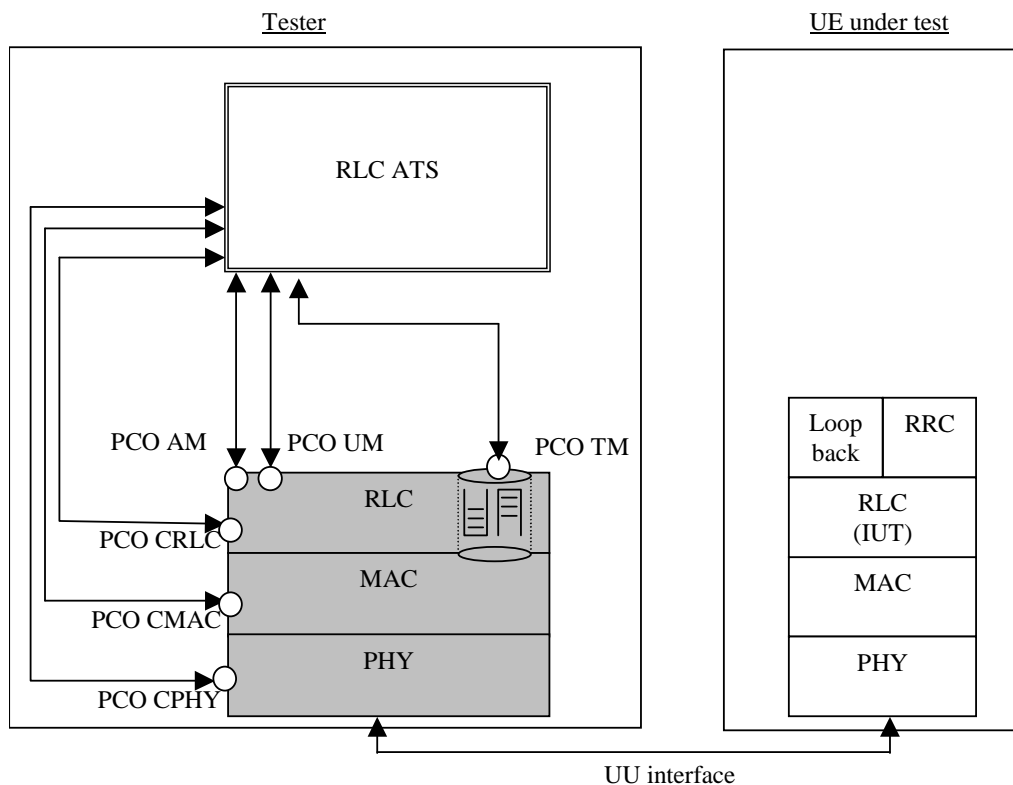 Tester
UE under test
RLC ATS
PCO AM
PCO UM
PCO TM
Loop
back
RRC
RLC
RLC
(IUT)
PCO CRLC
MAC
MAC
PCO CMAC
PHY
PHY
PCO CPHY
UU interface